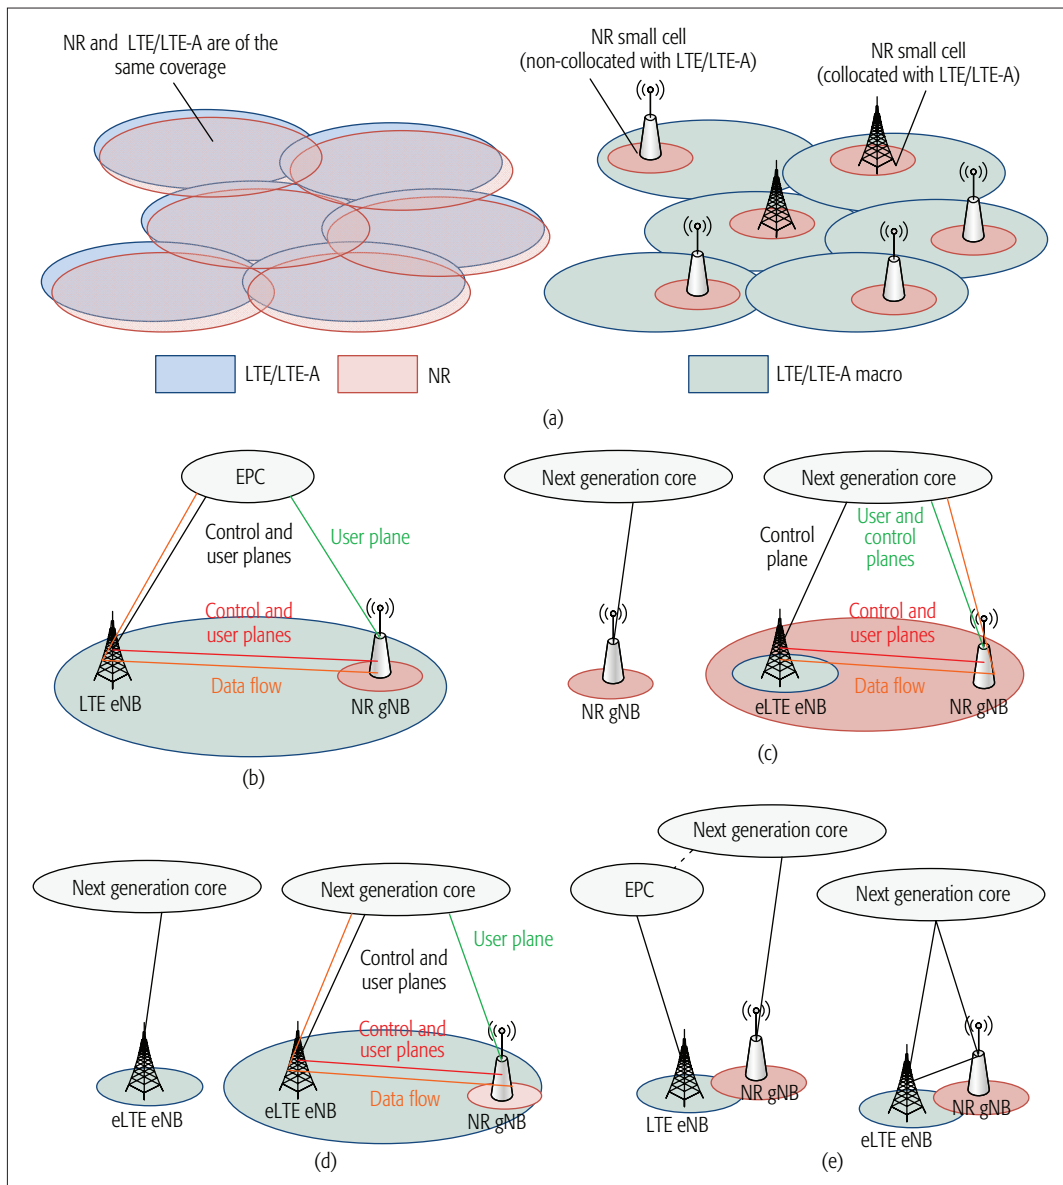 NR and LTE/LTE-A are of the
same coverage
NR small cell
(non-collocated with LTE/LTE-A)
NR small cell
(collocated with LTE/LTE-A)
LTE/LTE-A
NR
LTE/LTE-A macro
(a)
EPC
Control and
user planes
User plane
Control and
user planes
Data flow
LTE eNB
NR gNB
(b)
Next generation core
NR gNB
Next generation core
Control
plane
User and
control
planes
Control and
user planes
Data flow
eLTE eNB
NR gNB
(c)
Next generation core
eLTE eNB
Next generation core
Control and
user planes
User plane
Control and
user planes
Data flow
eLTE eNB
NR gNB
(d)
Next generation core
EPC
LTE eNB
NR gNB
Next generation core
eLTE eNB
NR gNB
(e)